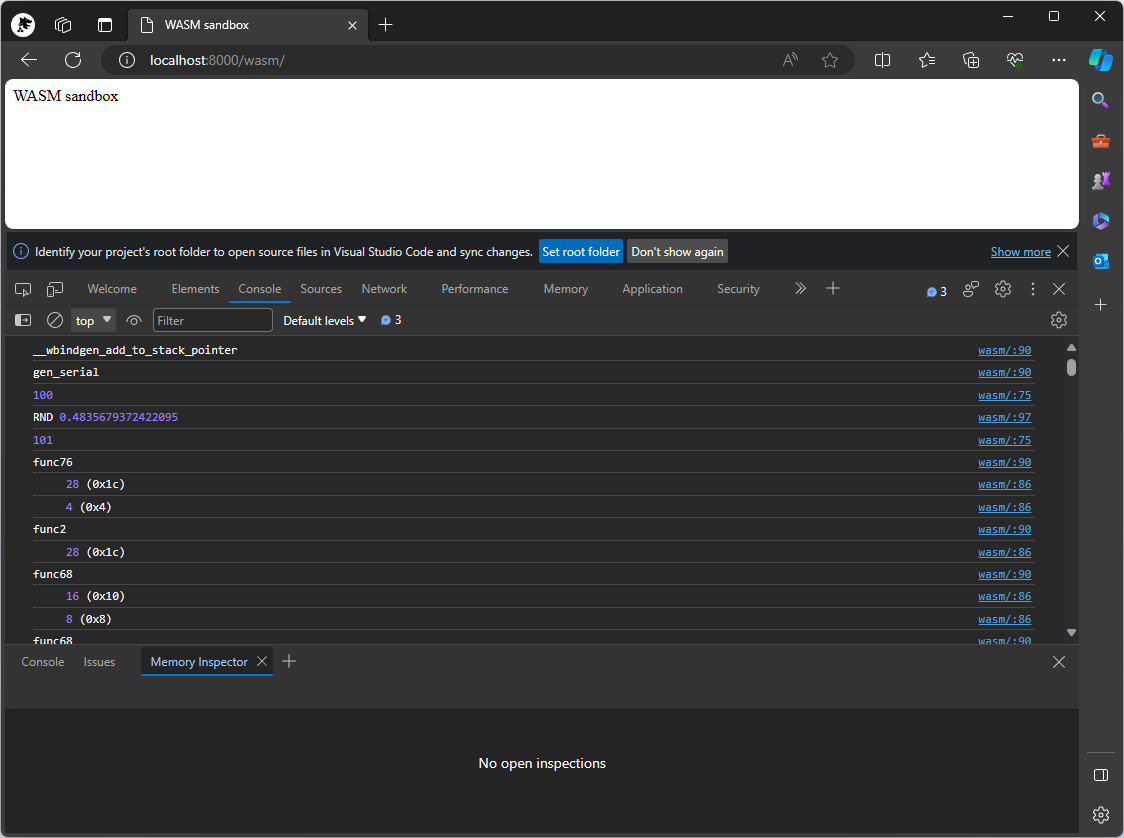 WASM sandbox
localhost:8000/wasm/
WASM sandbox
Identify your project's root folder to open source files in Visual Studio Code and sync changes. Set root folder Don't show again Show more
Welcome Elements Console Sources Network Performance Memory Application Security 3
top Filter Default levels 3
__wbindgen_add_to_stack_pointer wasm/:90
gen_serial wasm/:90
100 wasm/:75
RND 0.4835679372422095 wasm/:97
101 wasm/:75
func76 wasm/:90
28 (0x1c) wasm/:86
4 (0x4) wasm/:86
func2 wasm/:90
28 (0x1c) wasm/:86
func68 wasm/:90
16 (0x10) wasm/:86
8 (0x8) wasm/:86
func68 wasm/:90
Console Issues Memory Inspector
No open inspections